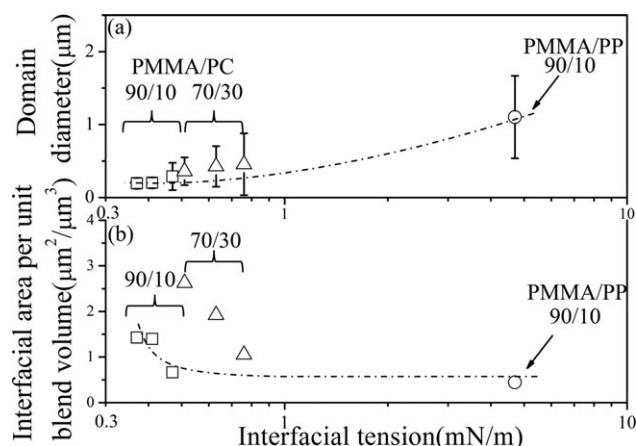 Domain
diameter(μm)
(a)
2
1
0
PMMA/PC
90/10 70/30
PMMA/PP
90/10
0.3 1 10
Interfacial area per unit
blend volume(μm²/μm³)
(b)
4
3
2
1
0
70/30
90/10
PMMA/PP
90/10
0.3 1 10
Interfacial tension(mN/m)